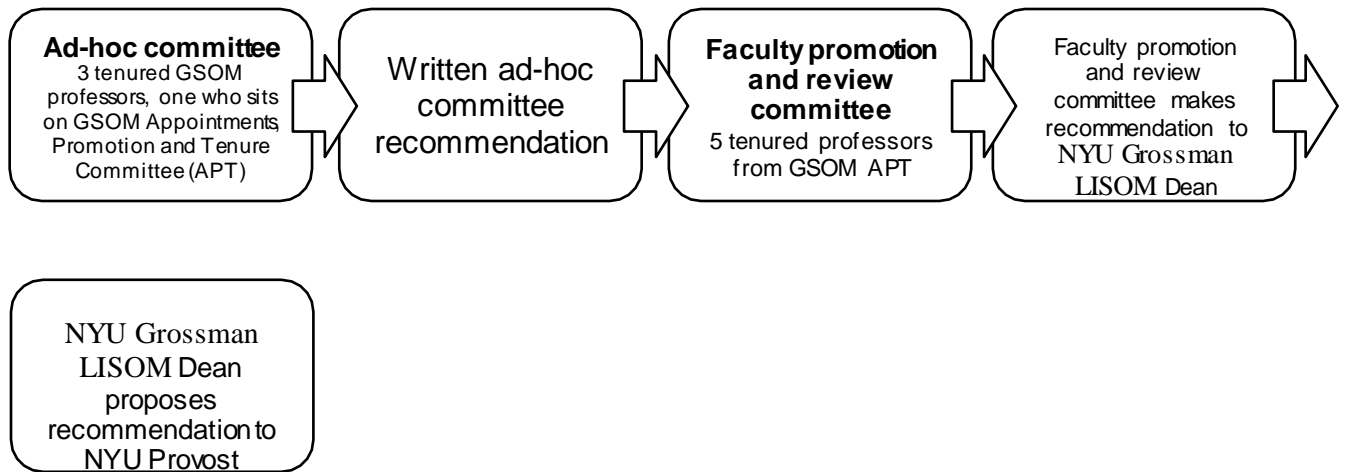 Ad-hoc committee
3 tenured GSOM
professors, one who sits
on GSOM Appointments,
Promotion and Tenure
Committee (APT)
Written ad-hoc
committee
recommendation
Faculty promotion
and review
committee
5 tenured professors
from GSOM APT
Faculty promotion
and review
committee makes
recommendation to
NYU Grossman
LISOM Dean
NYU Grossman
LISOM Dean
proposes
recommendation to
NYU Provost